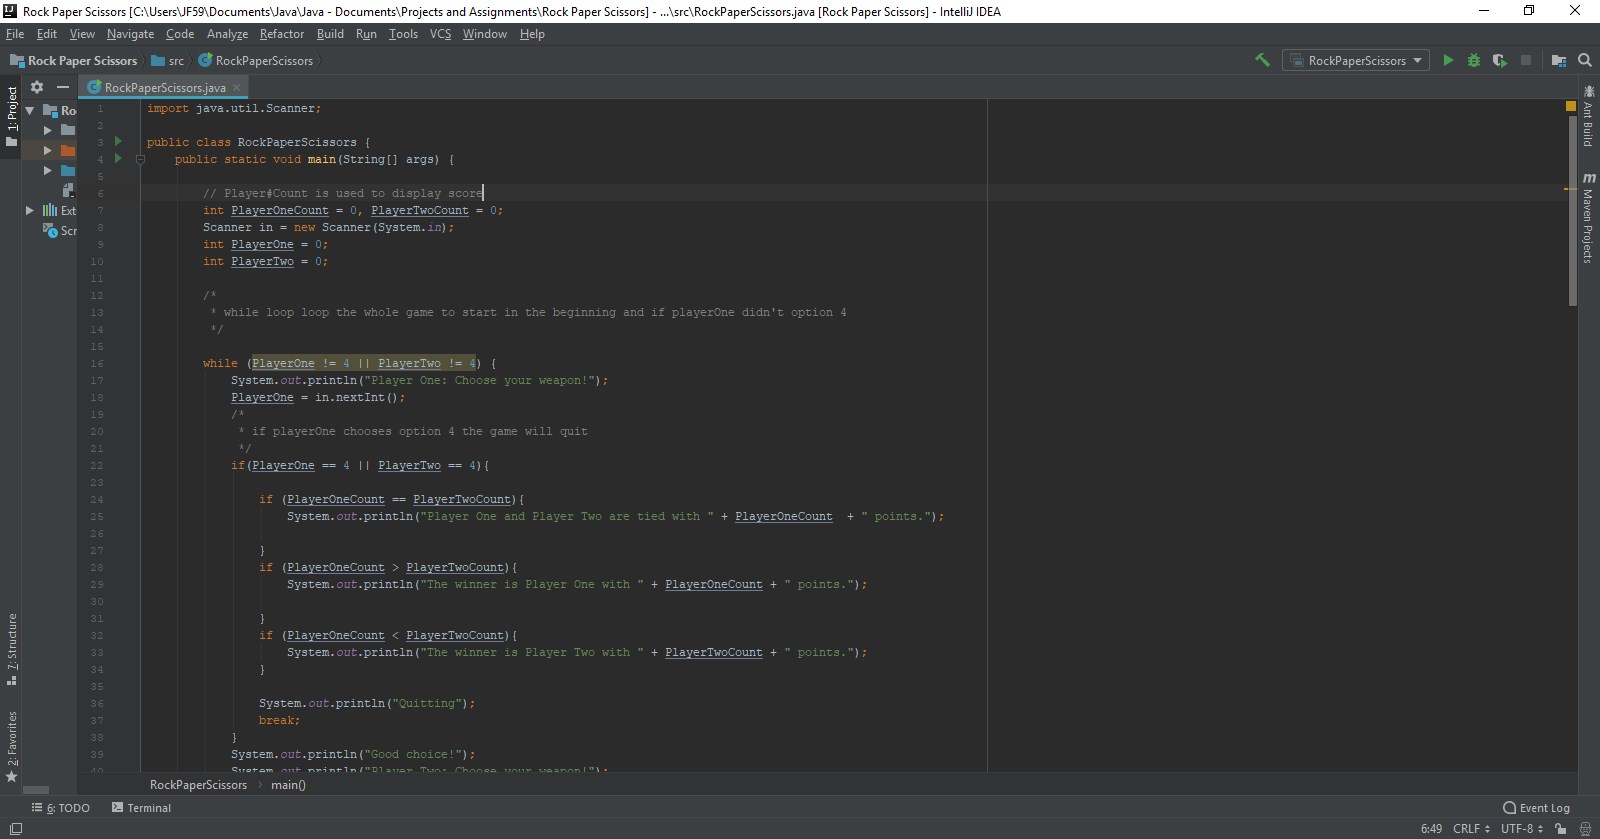 Rock Paper Scissors [C:\Users\JF59\Documents\Java\Java - Documents\Projects and Assignments\Rock Paper Scissors] - ...\src\RockPaperScissors.java [Rock Paper Scissors] - IntelliJ IDEA
File Edit View Navigate Code Analyze Refactor Build Run Tools VCS Window Help
Rock Paper Scissors src RockPaperScissors RockPaperScissors
RockPaperScissors.java
1: Project
Ro
Ext
Scr
7: Structure
2: Favorites
Ant Build
Maven Projects
1 import java.util.Scanner;
2
3 public class RockPaperScissors {
4 public static void main(String[] args) {
5
6 // Player#Count is used to display score
7 int PlayerOneCount = 0, PlayerTwoCount = 0;
8 Scanner in = new Scanner(System.in);
9 int PlayerOne = 0;
10 int PlayerTwo = 0;
11
12 /*
13 * while loop loop the whole game to start in the beginning and if playerOne didn't option 4
14 */
15
16 while (PlayerOne != 4 || PlayerTwo != 4) {
17 System.out.println("Player One: Choose your weapon!");
18 PlayerOne = in.nextInt();
19 /*
20 * if playerOne chooses option 4 the game will quit
21 */
22 if(PlayerOne == 4 || PlayerTwo == 4){
23
24 if (PlayerOneCount == PlayerTwoCount){
25 System.out.println("Player One and Player Two are tied with " + PlayerOneCount + " points.");
26
27 }
28 if (PlayerOneCount > PlayerTwoCount){
29 System.out.println("The winner is Player One with " + PlayerOneCount + " points.");
30
31 }
32 if (PlayerOneCount < PlayerTwoCount){
33 System.out.println("The winner is Player Two with " + PlayerTwoCount + " points.");
34 }
35
36 System.out.println("Quitting");
37 break;
38 }
39 System.out.println("Good choice!");
40 System.out.println("Player Two: Choose your weapon!");
RockPaperScissors main()
6: TODO Terminal Event Log
6:49 CRLF UTF-8